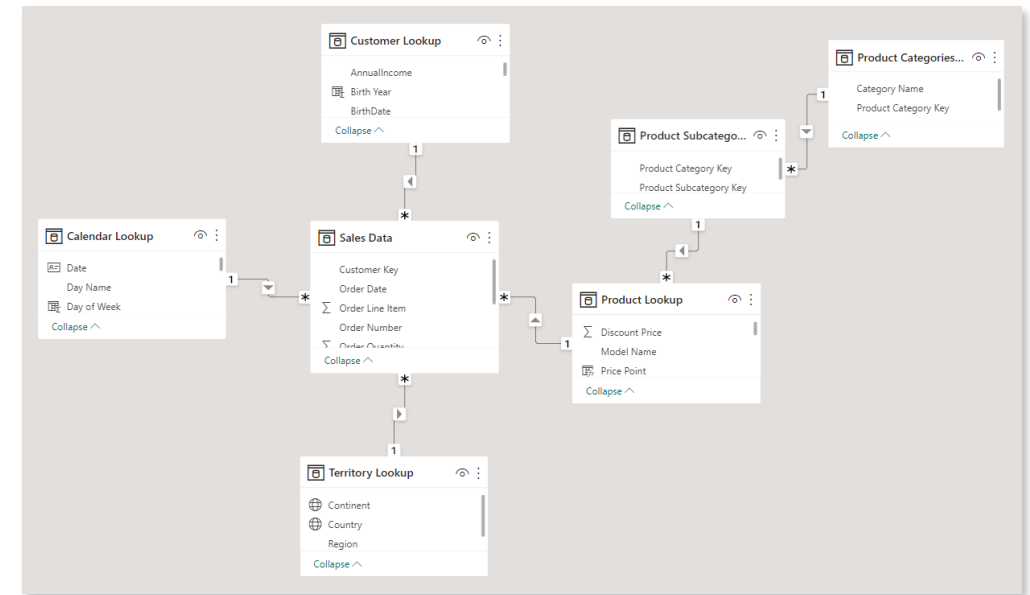 Customer Lookup
AnnualIncome
Birth Year
BirthDate
Collapse
1
*
Product Categories...
Category Name
Product Category Key
Collapse
1
*
Product Subcatego...
Product Category Key
Product Subcategory Key
Collapse
1
*
Calendar Lookup
Date
Day Name
Day of Week
Collapse
1
*
Sales Data
Customer Key
Order Date
Σ Order Line Item
Order Number
Σ Order Quantity
Collapse
*
1
Product Lookup
Σ Discount Price
Model Name
Price Point
Collapse
*
1
Territory Lookup
Continent
Country
Region
Collapse